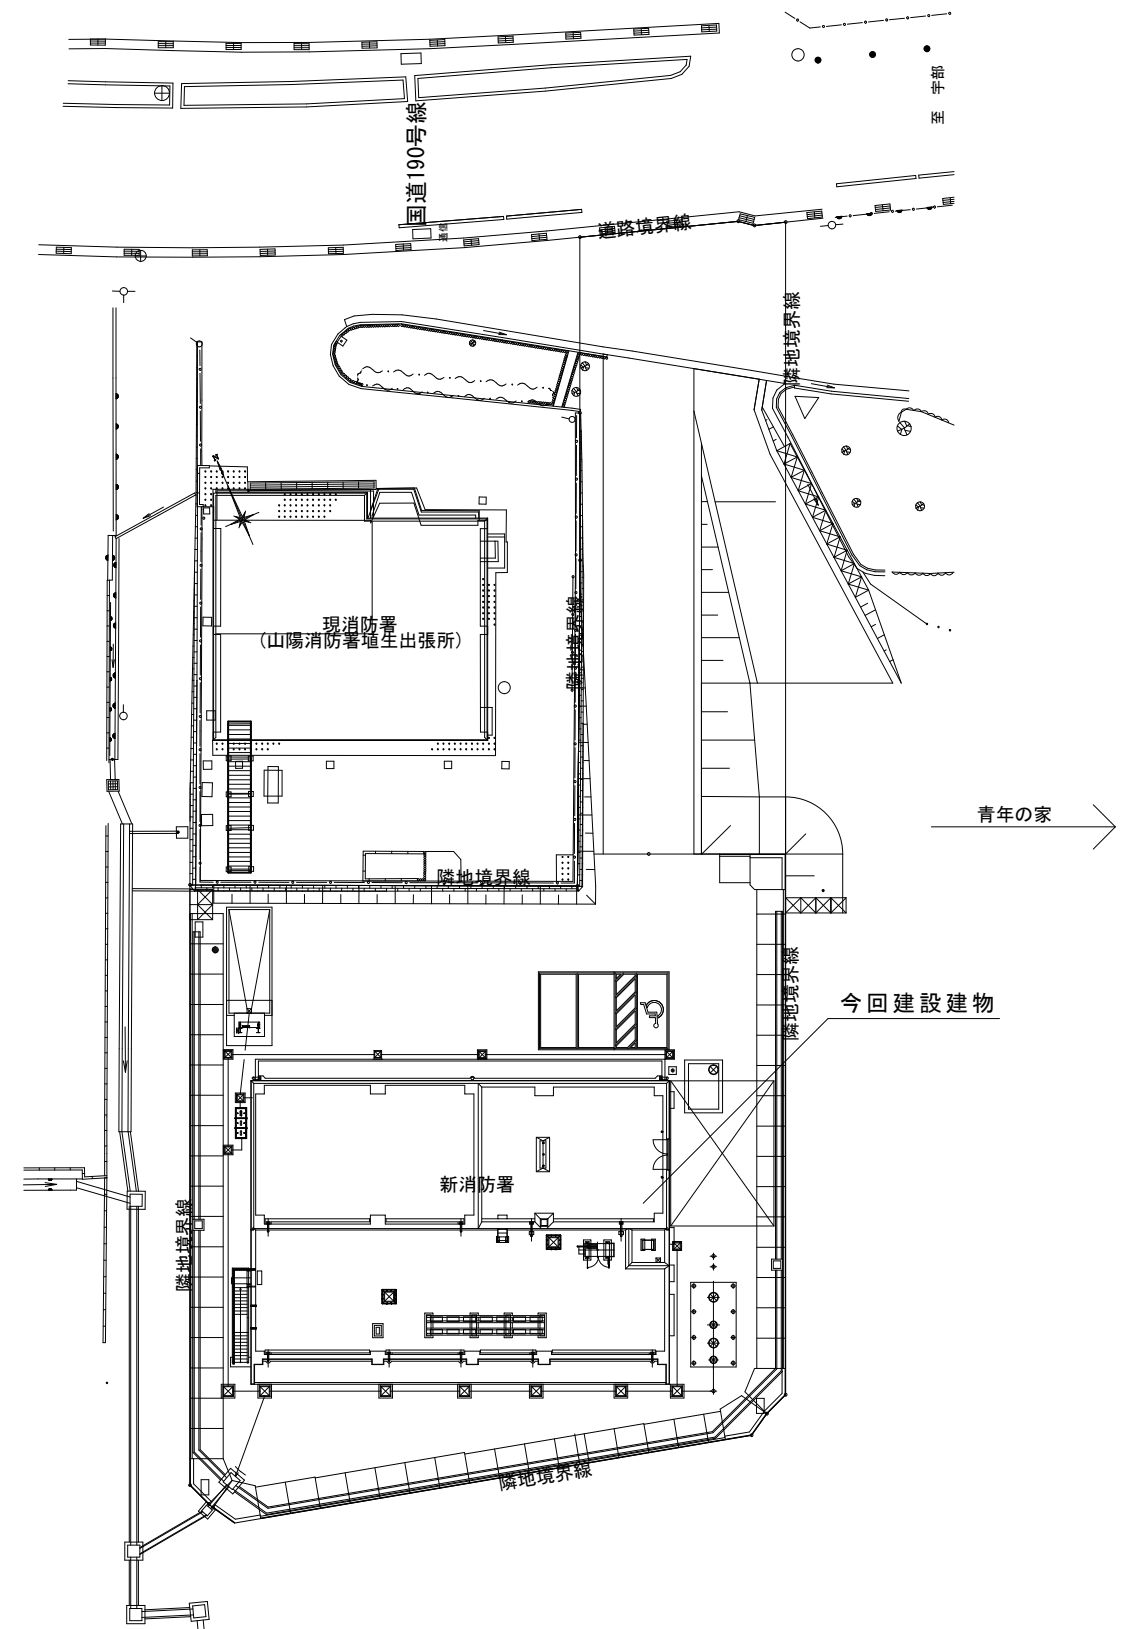 至　宇部
国道190号線
通信
道路境界線
隣地境界線
現消防署
(山陽消防署埴生出張所)
隣地境界線
青年の家
隣地境界線
隣地境界線
今回建設建物
新消防署
隣地境界線
隣地境界線